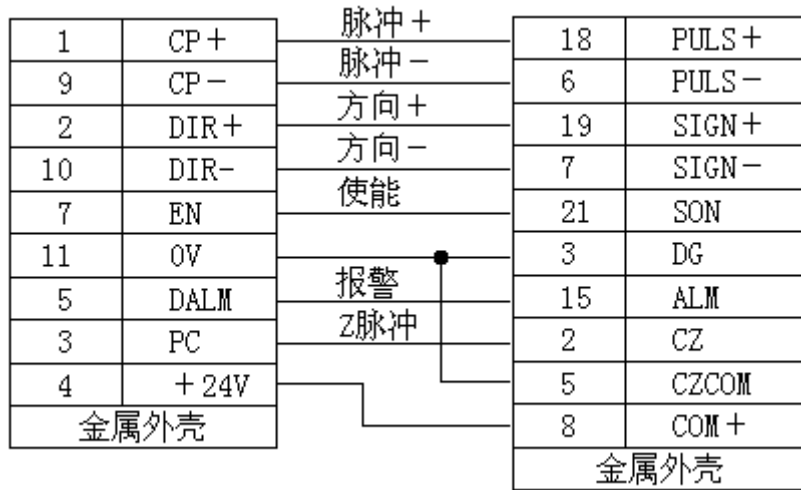 脉冲＋
1 CP＋ 18 PULS＋
脉冲－
9 CP－ 6 PULS－
方向＋
2 DIR＋ 19 SIGN＋
方向－
10 DIR- 7 SIGN－
使能
7 EN 21 SON
11 0V 3 DG
报警
5 DALM 15 ALM
Z脉冲
3 PC 2 CZ
4 ＋24V 5 CZCOM
金属外壳 8 COM＋
金属外壳